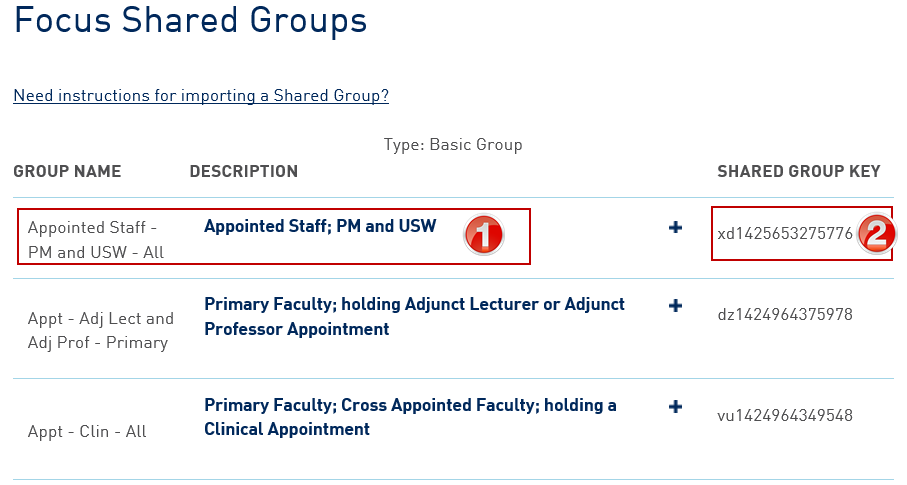 Focus Shared Groups
Need instructions for importing a Shared Group?
Type: Basic Group
GROUP NAME DESCRIPTION SHARED GROUP KEY
Appointed Staff -
PM and USW - All
Appointed Staff; PM and USW
1
+
xd1425653275776
2
Appt - Adj Lect and
Adj Prof - Primary
Primary Faculty; holding Adjunct Lecturer or Adjunct
Professor Appointment
+
dz1424964375978
Appt - Clin - All
Primary Faculty; Cross Appointed Faculty; holding a
Clinical Appointment
+
vu1424964349548